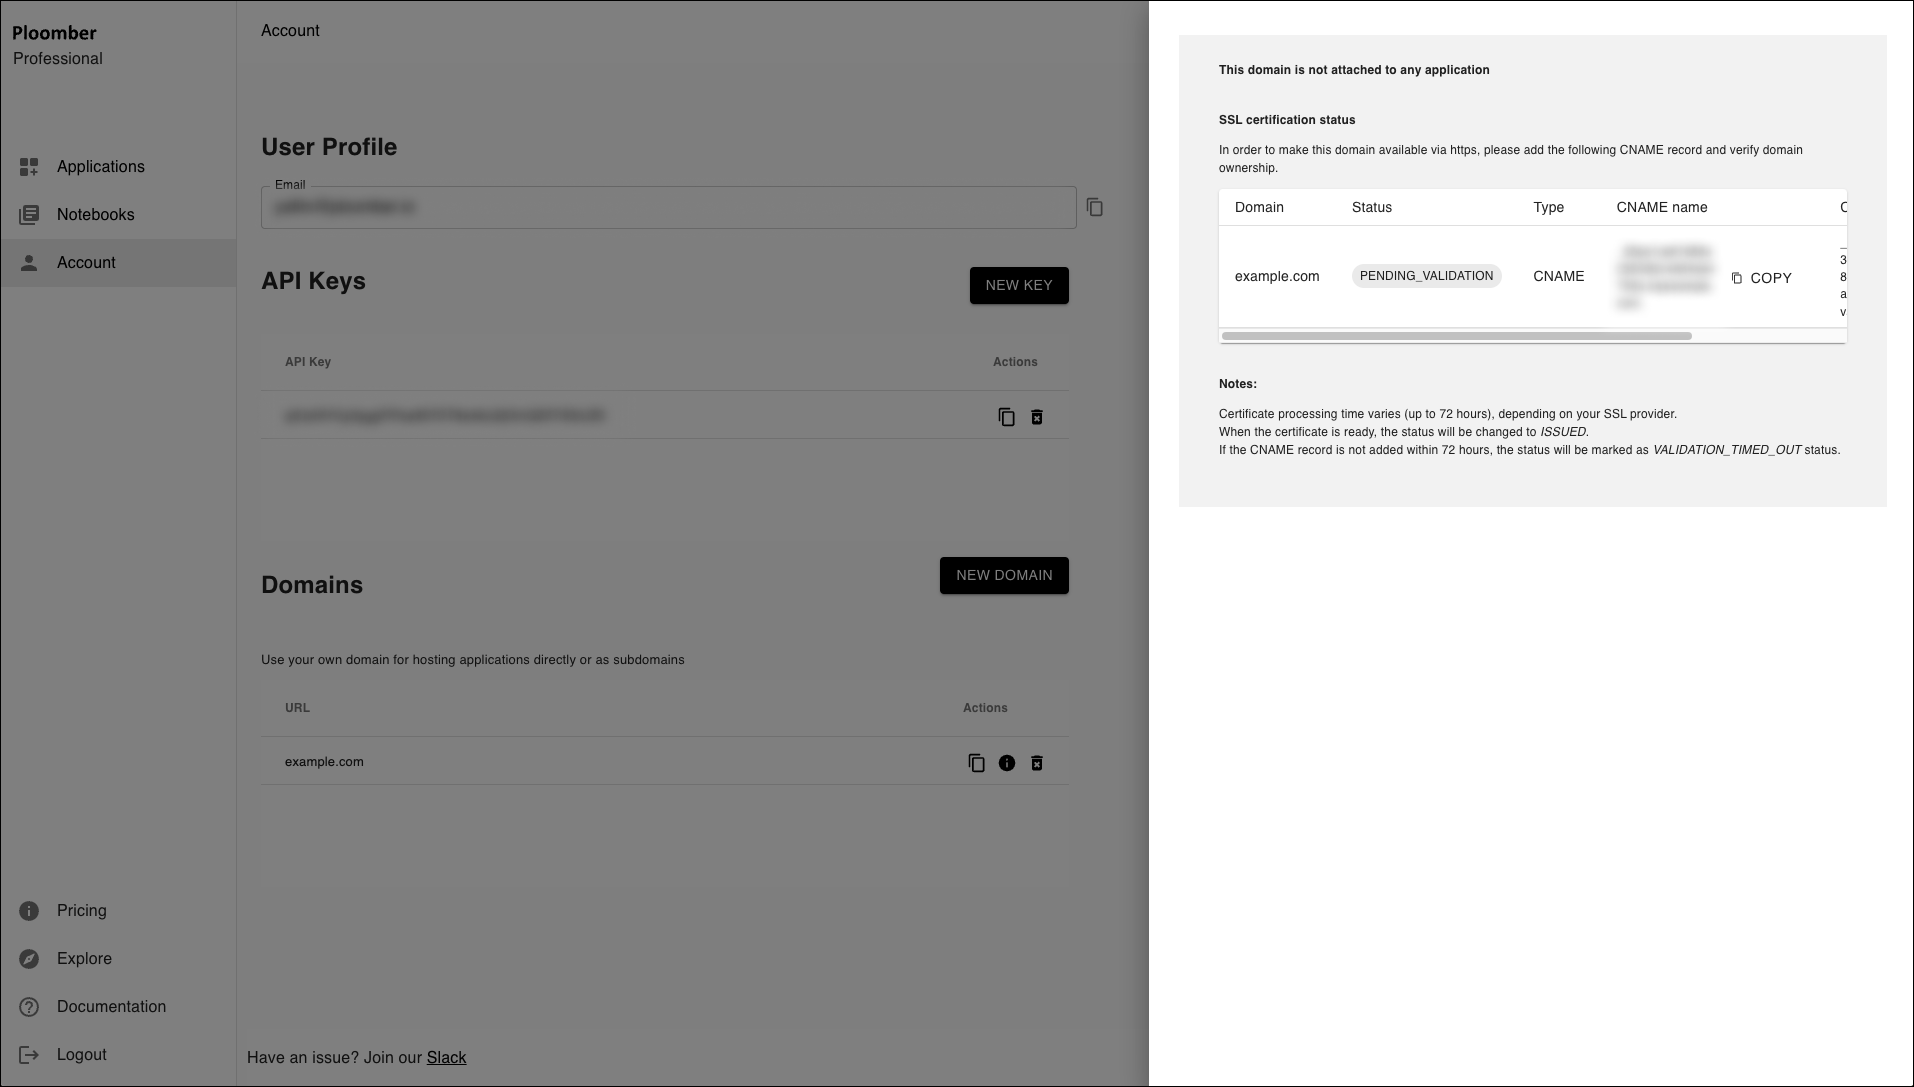 Ploomber
Professional
Applications
Notebooks
Account
Pricing
Explore
Documentation
Logout
Account
User Profile
Email
API Keys
NEW KEY
API Key
Actions
Domains
NEW DOMAIN
Use your own domain for hosting applications directly or as subdomains
URL
Actions
example.com
Have an issue? Join our Slack
This domain is not attached to any application
SSL certification status
In order to make this domain available via https, please add the following CNAME record and verify domain
ownership.
Domain
Status
Type
CNAME name
example.com
PENDING_VALIDATION
CNAME
COPY
3
8
a
v
Notes:
Certificate processing time varies (up to 72 hours), depending on your SSL provider.
When the certificate is ready, the status will be changed to ISSUED.
If the CNAME record is not added within 72 hours, the status will be marked as VALIDATION_TIMED_OUT status.